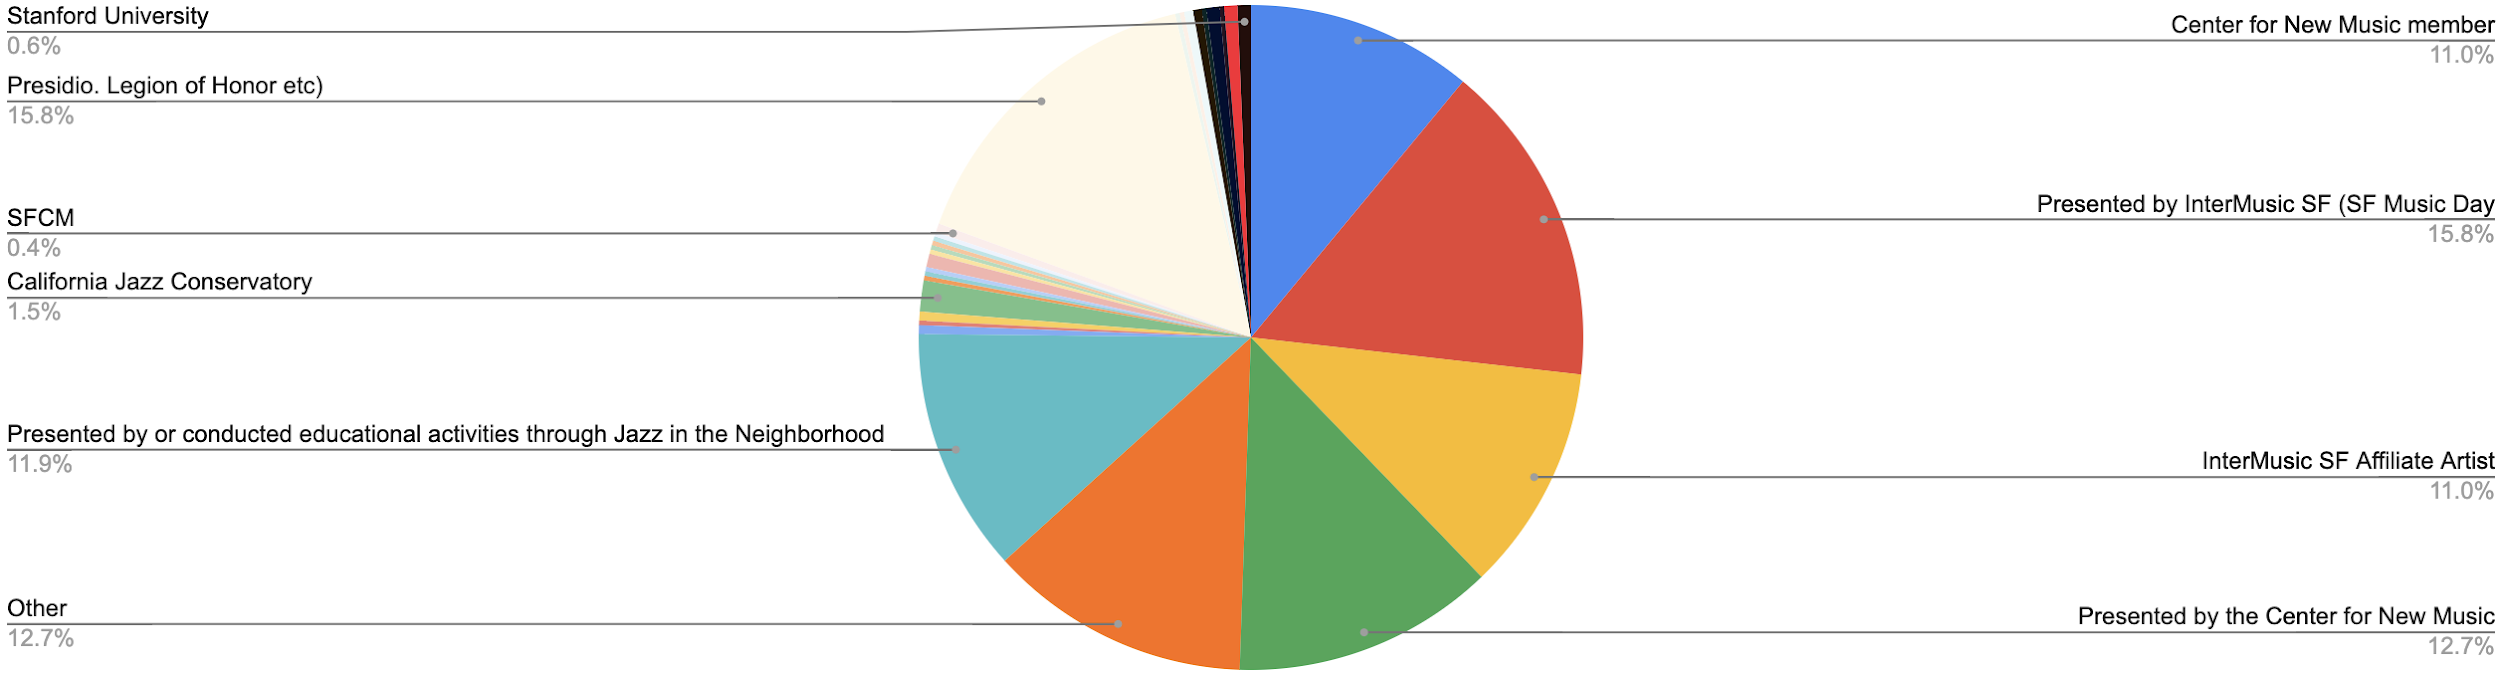 Stanford University
0.6%
Presidio. Legion of Honor etc)
15.8%
SFCM
0.4%
California Jazz Conservatory
1.5%
Presented by or conducted educational activities through Jazz in the Neighborhood
11.9%
Other
12.7%
Center for New Music member
11.0%
Presented by InterMusic SF (SF Music Day
15.8%
InterMusic SF Affiliate Artist
11.0%
Presented by the Center for New Music
12.7%